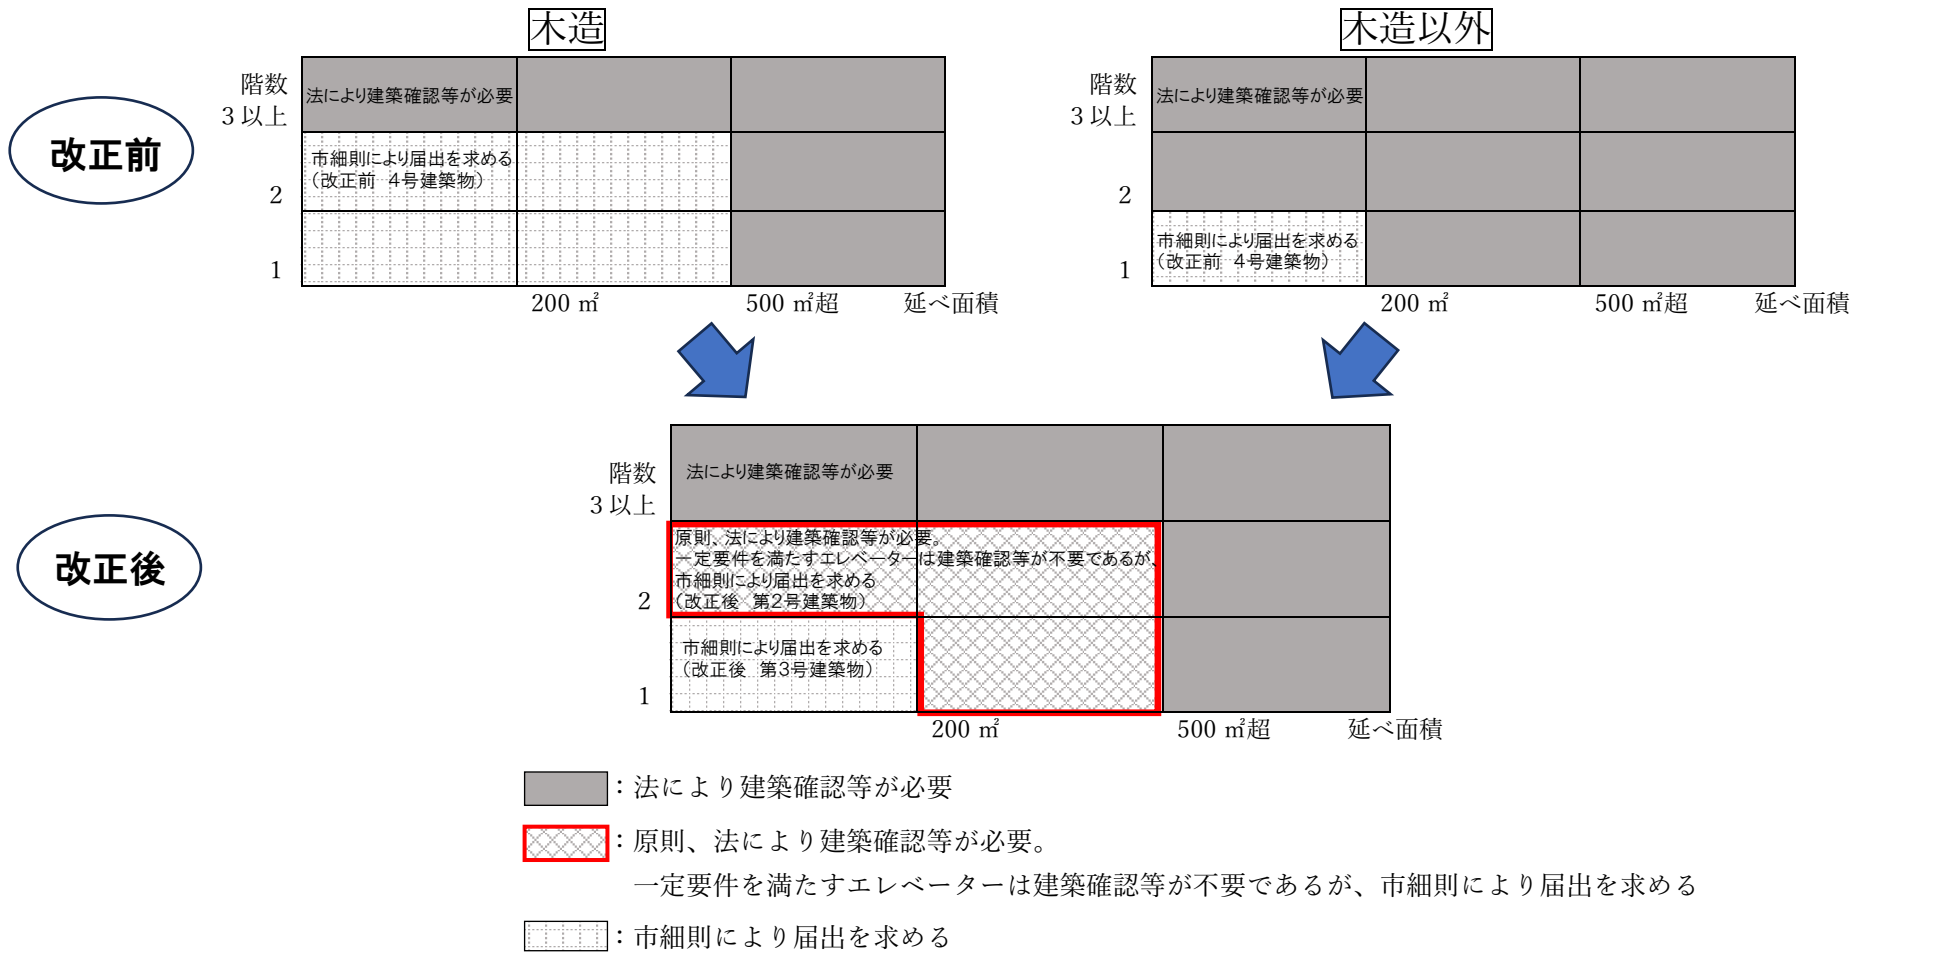 木造
木造以外
改正前
階数
3以上
2
1
法により建築確認等が必要
市細則により届出を求める
（改正前　4号建築物）
200 ㎡
500 ㎡超
延べ面積
階数
3以上
2
1
法により建築確認等が必要
市細則により届出を求める
（改正前　4号建築物）
200 ㎡
500 ㎡超
延べ面積
改正後
階数
3以上
2
1
法により建築確認等が必要
原則、法により建築確認等が必要。
一定要件を満たすエレベーターは建築確認等が不要であるが、
市細則により届出を求める
（改正後　第2号建築物）
市細則により届出を求める
（改正後　第3号建築物）
200 ㎡
500 ㎡超
延べ面積
：法により建築確認等が必要
：原則、法により建築確認等が必要。
一定要件を満たすエレベーターは建築確認等が不要であるが、市細則により届出を求める
：市細則により届出を求める